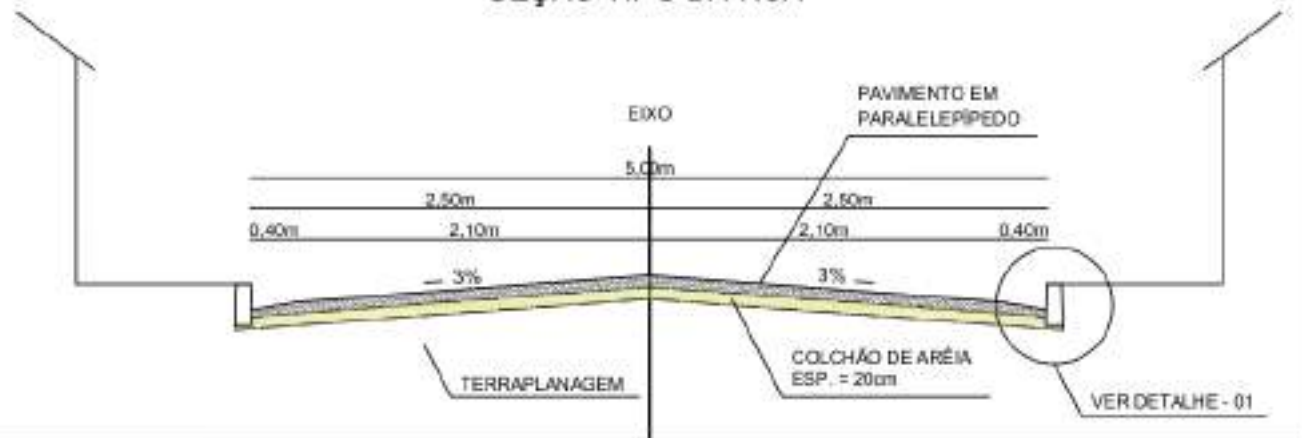 EIXO
PAVIMENTO EM
PARALELEPÍPEDO
5,00m
2,50m 2,50m
0,40m 2,10m 2,10m 0,40m
3% 3%
COLCHÃO DE ARÊIA
ESP. = 20cm
TERRAPLANAGEM
VER DETALHE - 01